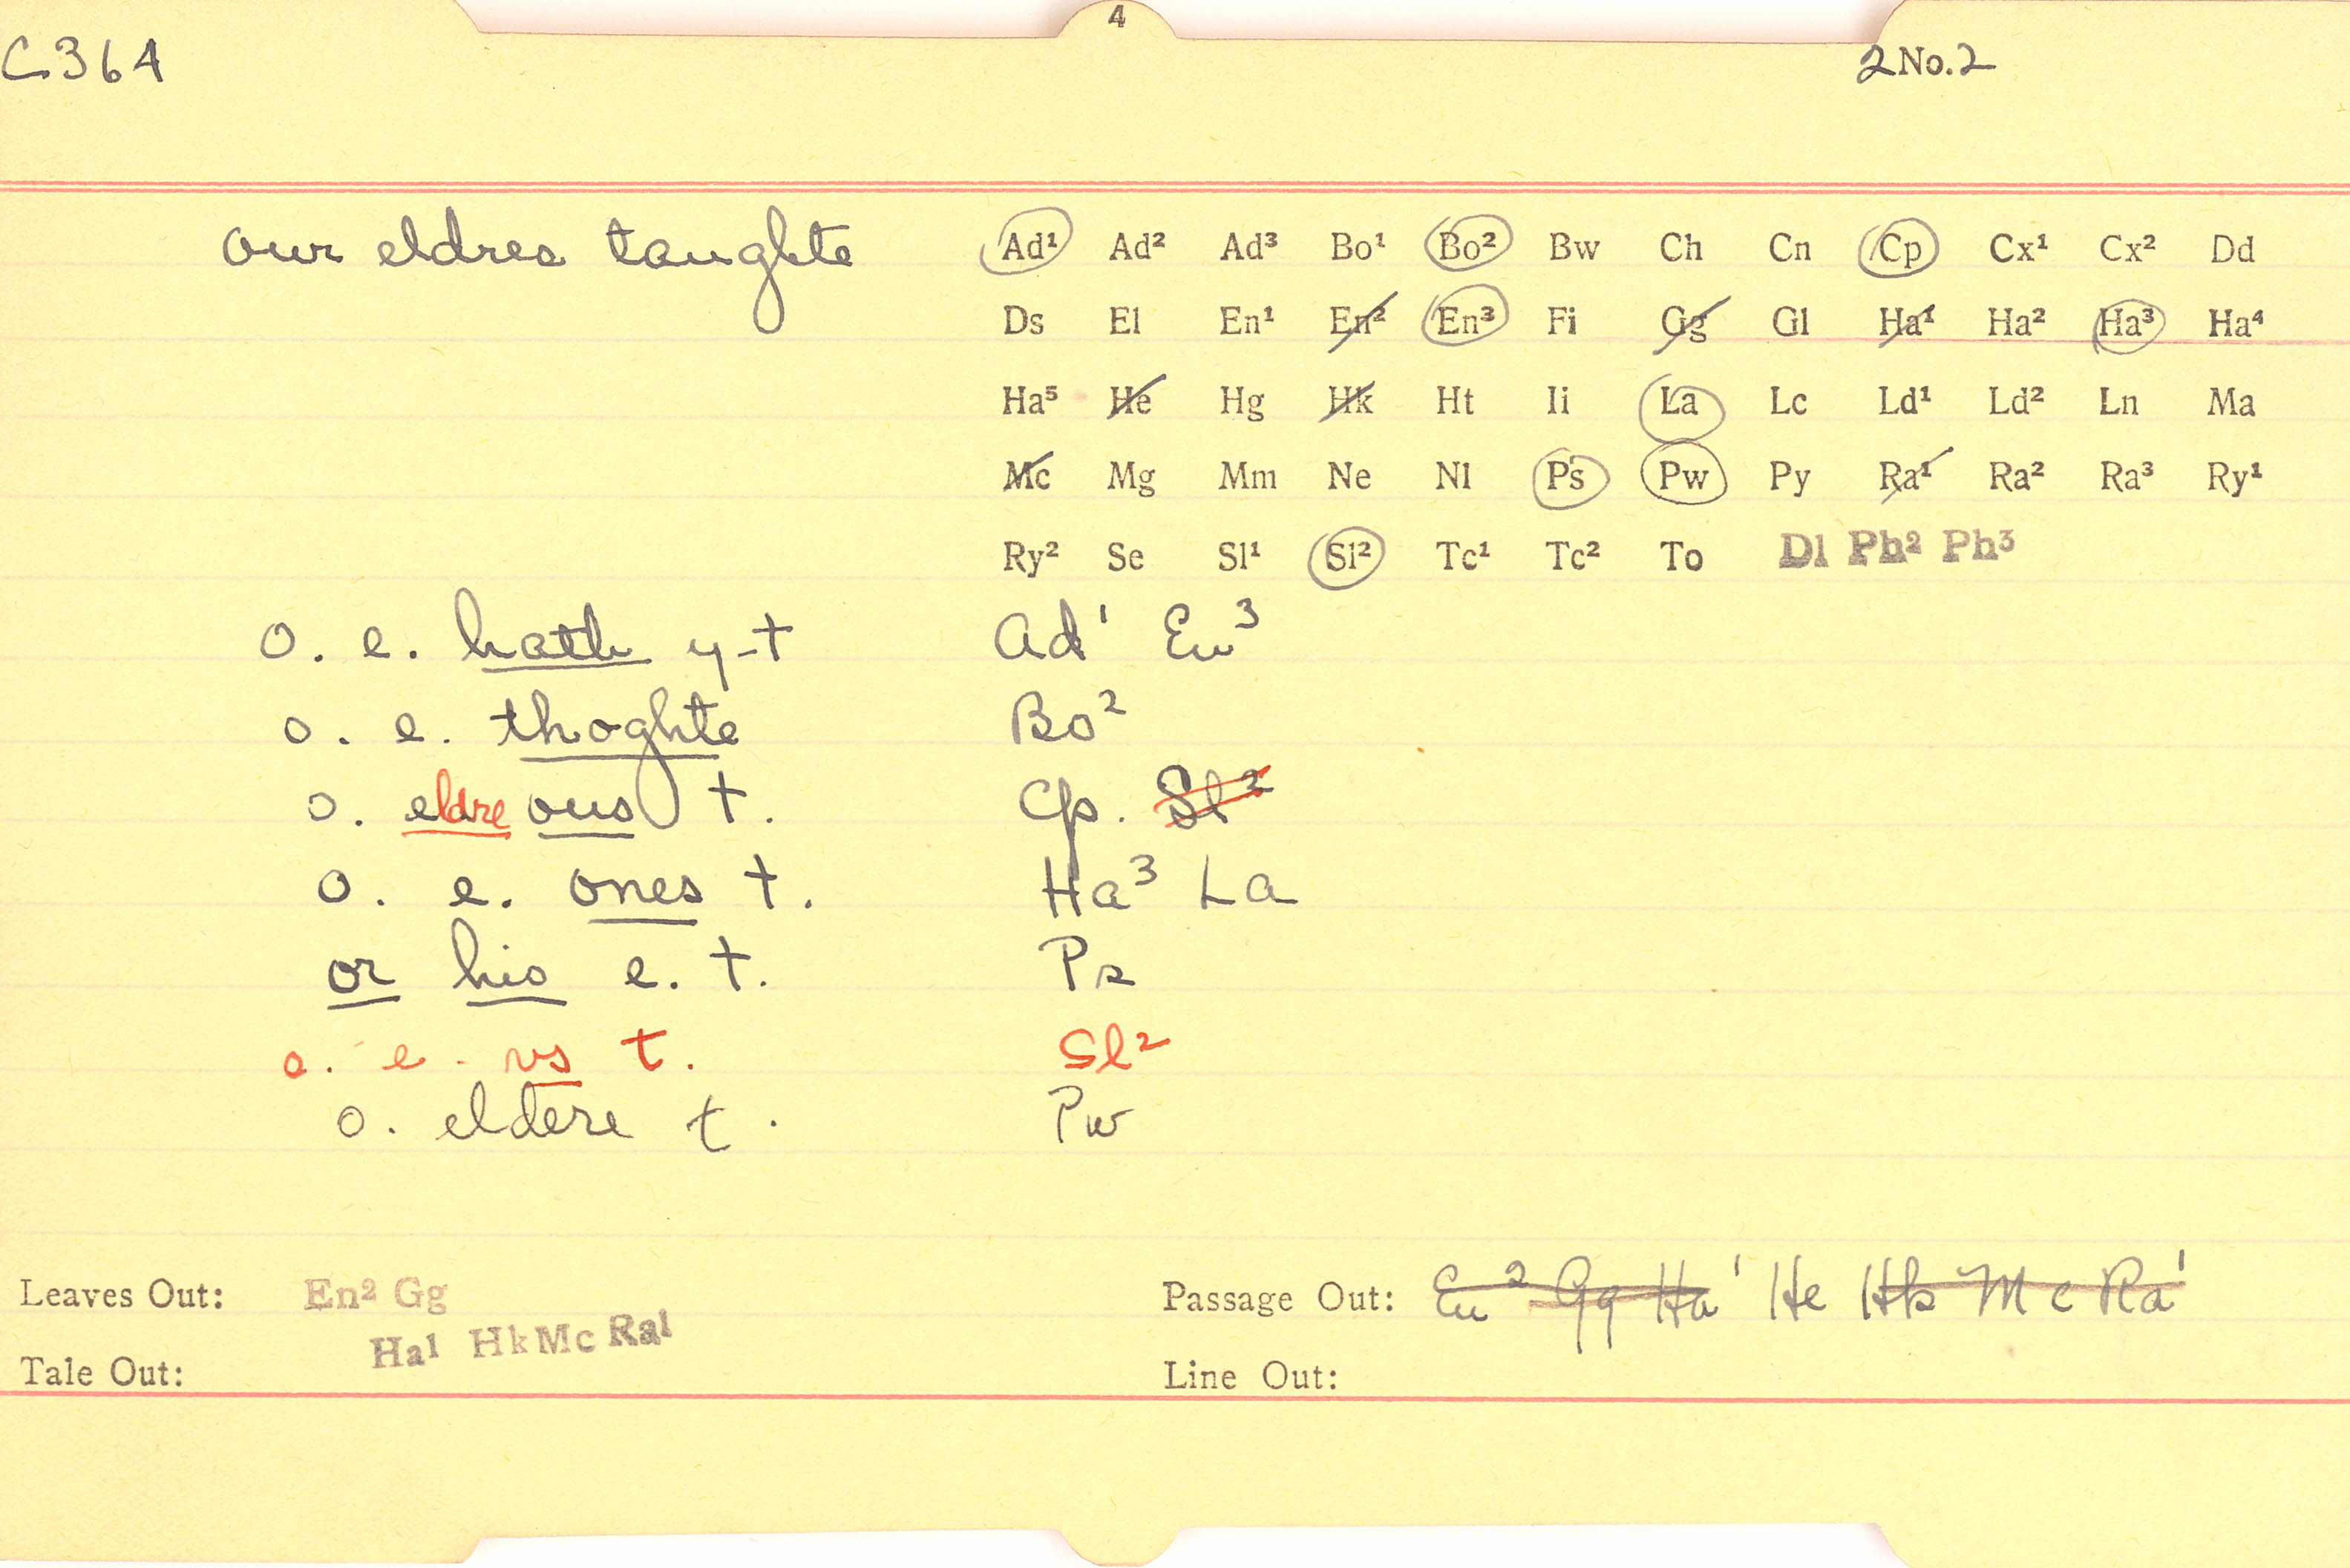 4
C364 2No.2
our eldres taughte Ad¹ Ad² Ad³ Bo¹ Bo² Bw Ch Cn Cp Cx¹ Cx² Dd
Ds El En¹ En² En³ Fi Gg Gl Ha¹ Ha² Ha³ Ha⁴
Ha⁵ He Hg Hk Ht Ii La Lc Ld¹ Ld² Ln Ma
Mc Mg Mm Ne Nl Ps Pw Py Ra¹ Ra² Ra³ Ry¹
Ry² Se Sl¹ Sl² Tc¹ Tc² To Dl Ph² Ph³
o. e. hath y-t Ad¹ En³
o. e. thoghte Bo²
o. eldre ous t. Cp. Sl²
o. e. ones t. Ha³ La
or his e. t. Ps
o. e. vs t. Sl²
o. eldere t. Pw
Leaves Out: En² Gg Passage Out: En² Gg Ha¹ He Hk Mc Ra¹
Ha¹ Hk Mc Ra¹
Tale Out: Line Out: